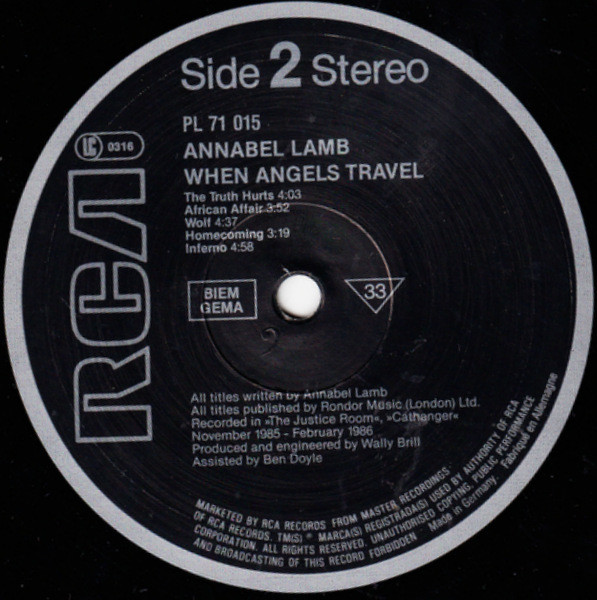 Side 2 Stereo
PL 71 015
LC 0316
ANNABEL LAMB
WHEN ANGELS TRAVEL
The Truth Hurts 4:03
African Affair 3:52
Wolf 4:37
Homecoming 3:19
Inferno 4:58
RCA
BIEM
GEMA
33
All titles written by Annabel Lamb
All titles published by Rondor Music (London) Ltd.
Recorded in »The Justice Room«, »Cathanger«
November 1985 - February 1986
Produced and engineered by Wally Brill
Assisted by Ben Doyle
MARKETED BY RCA RECORDS FROM MASTER RECORDINGS
OF RCA RECORDS. TM(S) ® MARCA(S) REGISTRADA(S) USED BY AUTHORITY OF RCA
CORPORATION. ALL RIGHTS RESERVED. UNAUTHORISED COPYING, PUBLIC PERFORMANCE
AND BROADCASTING OF THIS RECORD FORBIDDEN Made in Germany. Fabriqué en Allemagne